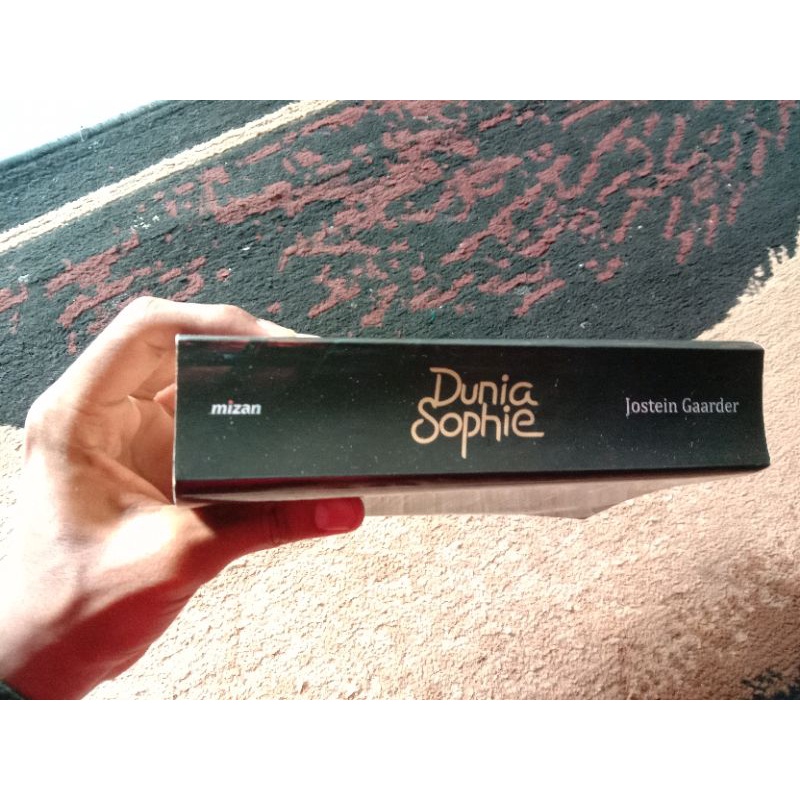 mizan
Dunia
Sophie
Jostein Gaarder